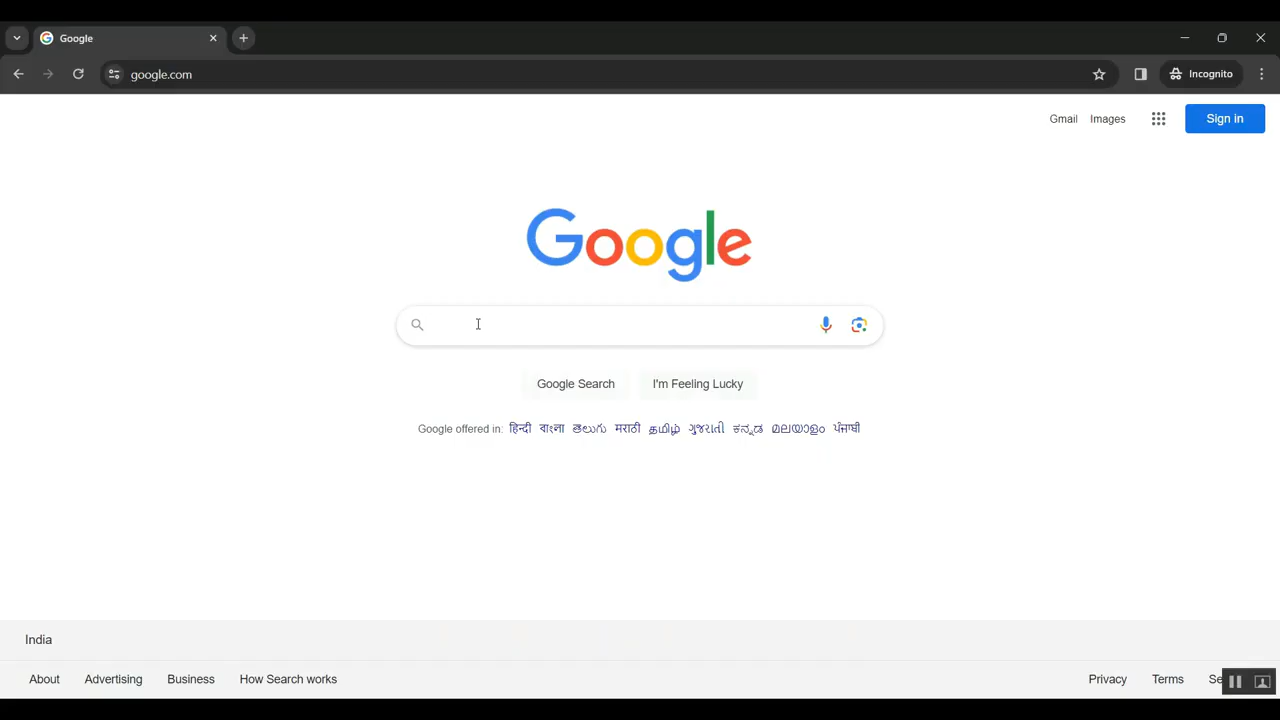 Google
google.com
Incognito
Gmail Images Sign in
Google
Google Search I'm Feeling Lucky
Google offered in: हिन्दी বাংলা తెలుగు मराठी தமிழ் ગુજરાતી ಕನ್ನಡ മലയാളം ਪੰਜਾਬੀ
India
About Advertising Business How Search works Privacy Terms